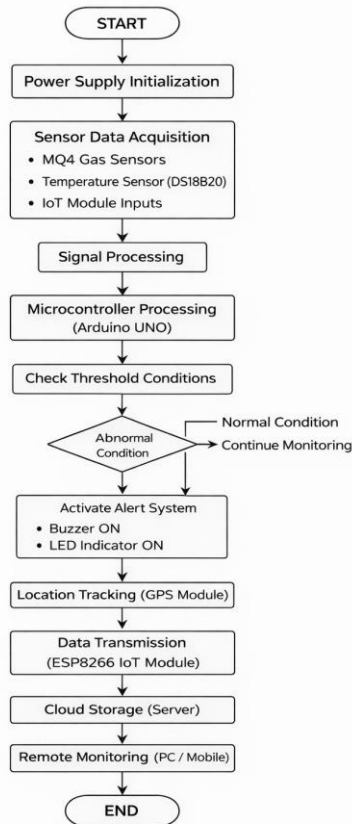 START
Power Supply Initialization
Sensor Data Acquisition
• MQ4 Gas Sensors
• Temperature Sensor (DS18B20)
• IoT Module Inputs
Signal Processing
Microcontroller Processing
(Arduino UNO)
Check Threshold Conditions
Abnormal
Condition
Normal Condition
Continue Monitoring
Activate Alert System
• Buzzer ON
• LED Indicator ON
Location Tracking (GPS Module)
Data Transmission
(ESP8266 IoT Module)
Cloud Storage (Server)
Remote Monitoring (PC / Mobile)
END